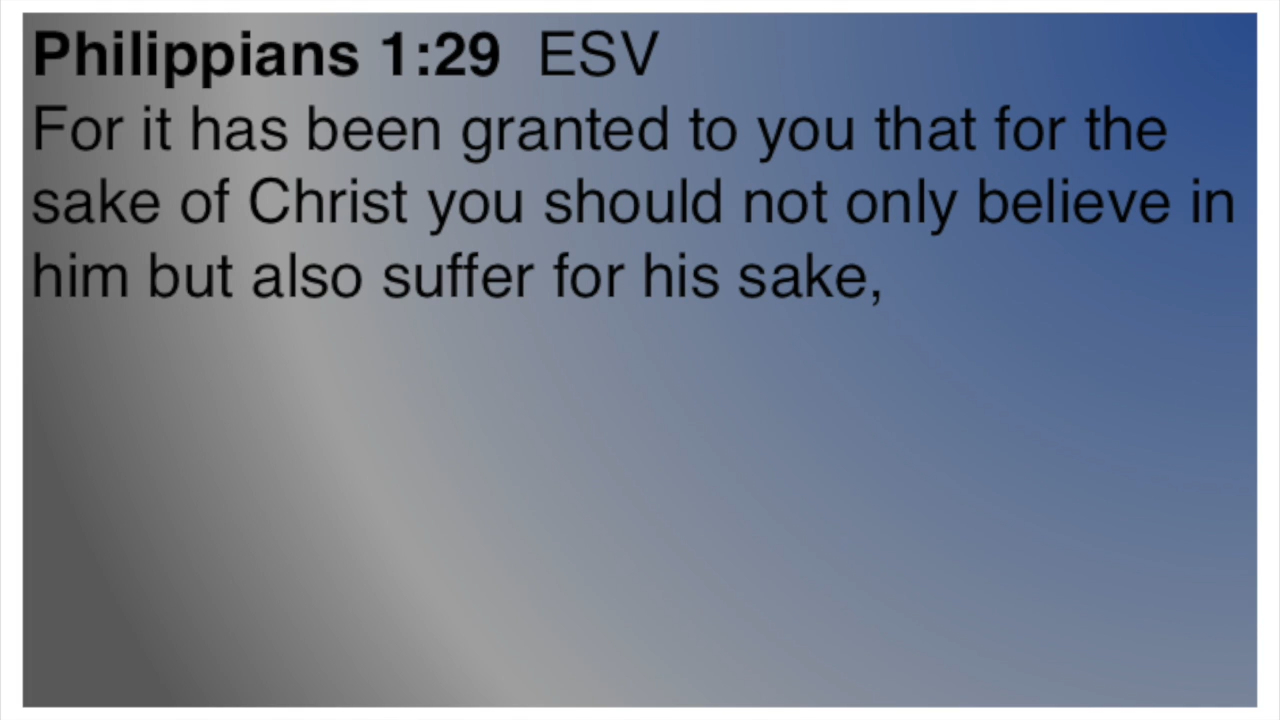 Philippians 1:29 ESV
For it has been granted to you that for the
sake of Christ you should not only believe in
him but also suffer for his sake,